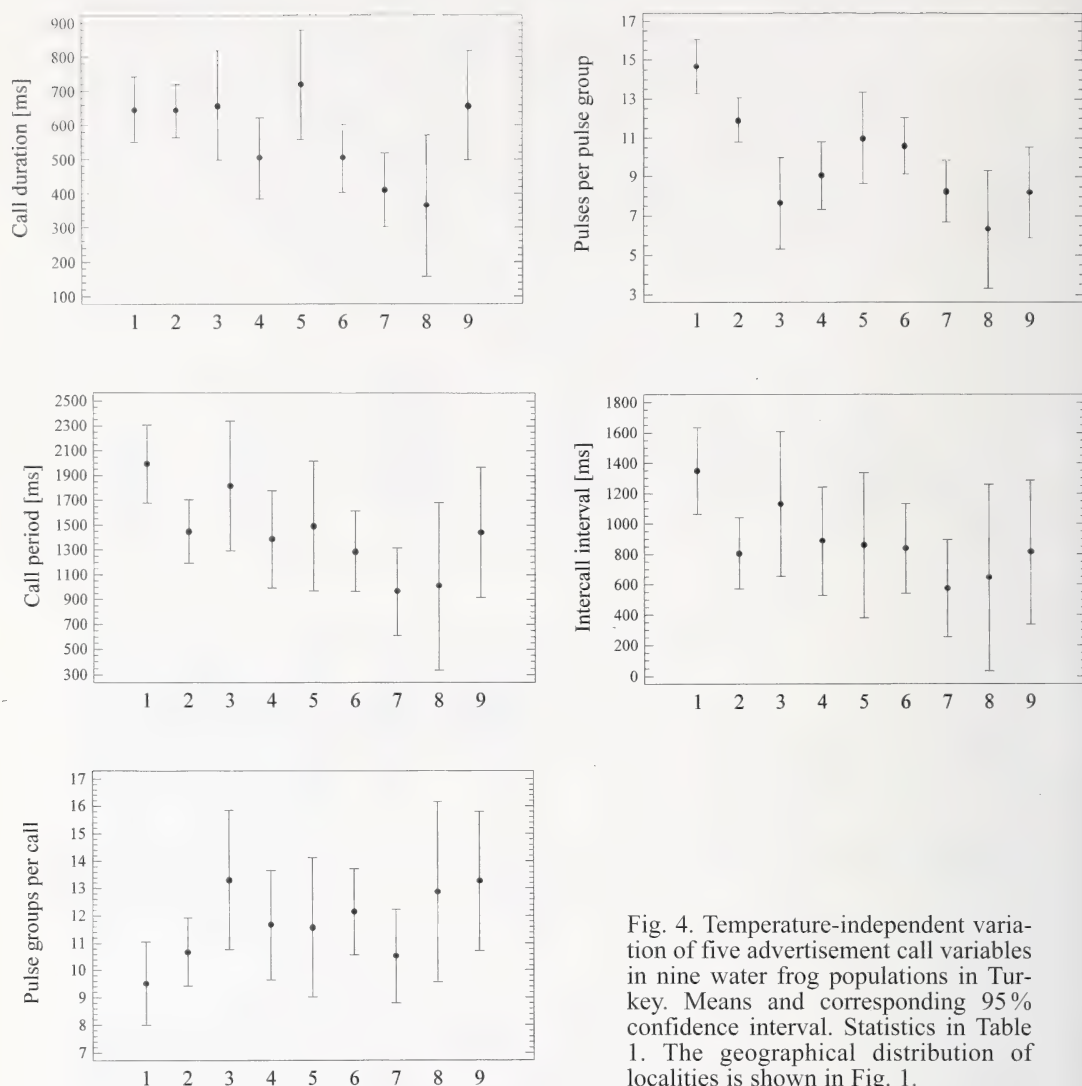 Call duration [ms]
900
800
700
600
500
400
300
200
100
1 2 3 4 5 6 7 8 9
Pulses per pulse group
17
15
13
11
9
7
5
3
1 2 3 4 5 6 7 8 9
Call period [ms]
2500
2300
2100
1900
1700
1500
1300
1100
900
700
500
300
1 2 3 4 5 6 7 8 9
Intercall interval [ms]
1800
1600
1400
1200
1000
800
600
400
200
0
1 2 3 4 5 6 7 8 9
Pulse groups per call
17
16
15
14
13
12
11
10
9
8
7
1 2 3 4 5 6 7 8 9
Fig. 4. Temperature-independent varia-
tion of five advertisement call variables
in nine water frog populations in Tur-
key. Means and corresponding 95%
confidence interval. Statistics in Table
1. The geographical distribution of
localities is shown in Fig. 1.